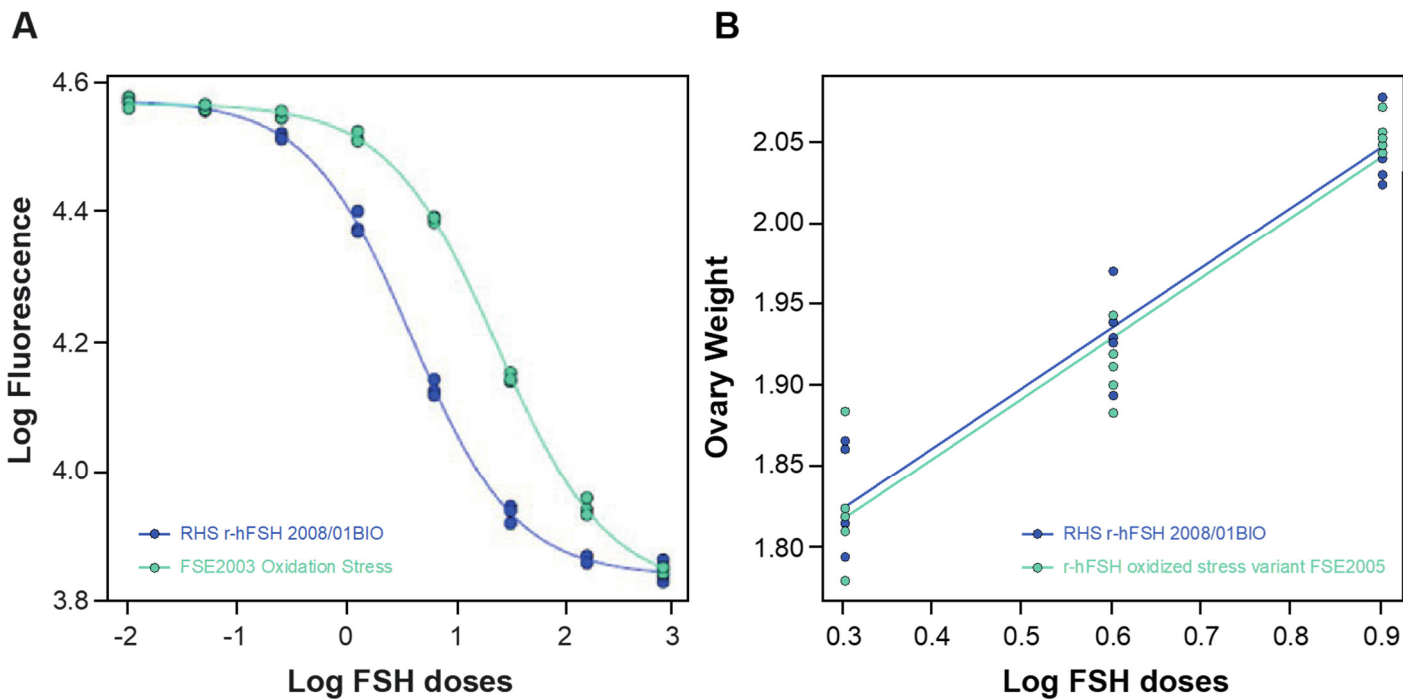 A
4.6
4.4
4.2
4.0
3.8
Log Fluorescence
RHS r-hFSH 2008/01BIO
FSE2003 Oxidation Stress
-2 -1 0 1 2 3
Log FSH doses
B
2.05
2.00
1.95
1.90
1.85
1.80
Ovary Weight
RHS r-hFSH 2008/01BIO
r-hFSH oxidized stress variant FSE2005
0.3 0.4 0.5 0.6 0.7 0.8 0.9
Log FSH doses